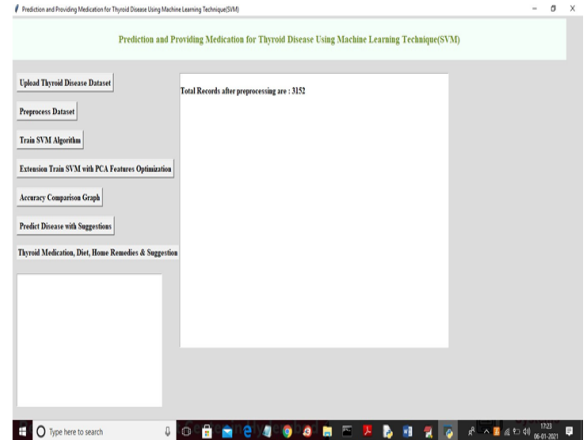 Prediction and Providing Medication for Thyroid Disease Using Machine Learning Technique(SVM)
Prediction and Providing Medication for Thyroid Disease Using Machine Learning Technique(SVM)
Upload Thyroid Disease Dataset
Total Records after preprocessing are : 3152
Preprocess Dataset
Train SVM Algorithm
Extension Train SVM with PCA Features Optimization
Accuracy Comparison Graph
Predict Disease with Suggestions
Thyroid Medication, Diet, Home Remedies & Suggestion
Type here to search
17:23
06-01-2021